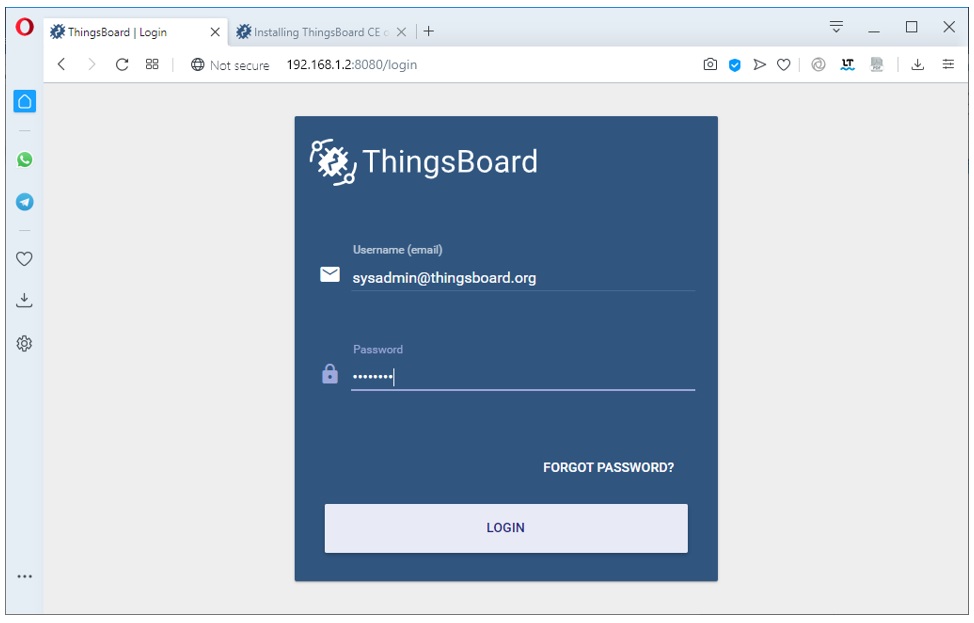 ThingsBoard | Login
Installing ThingsBoard CE o
Not secure 192.168.1.2:8080/login
ThingsBoard
Username (email)
sysadmin@thingsboard.org
Password
••••••••
FORGOT PASSWORD?
LOGIN